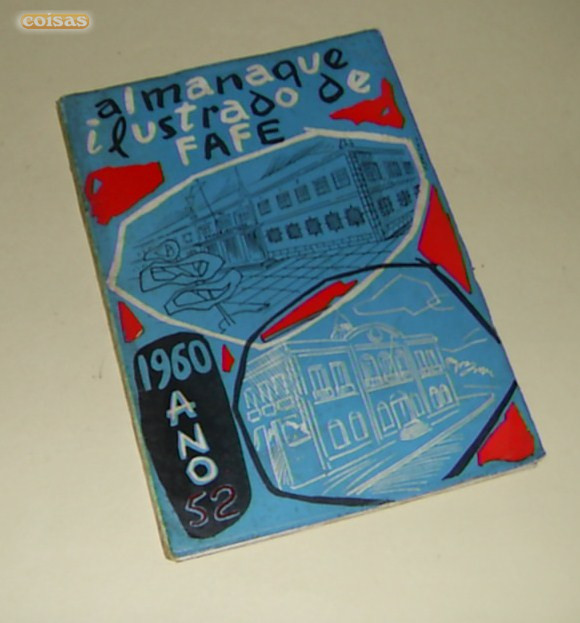 coisas
almanaque
ilustrado de
FAFE
1960
ANO
52